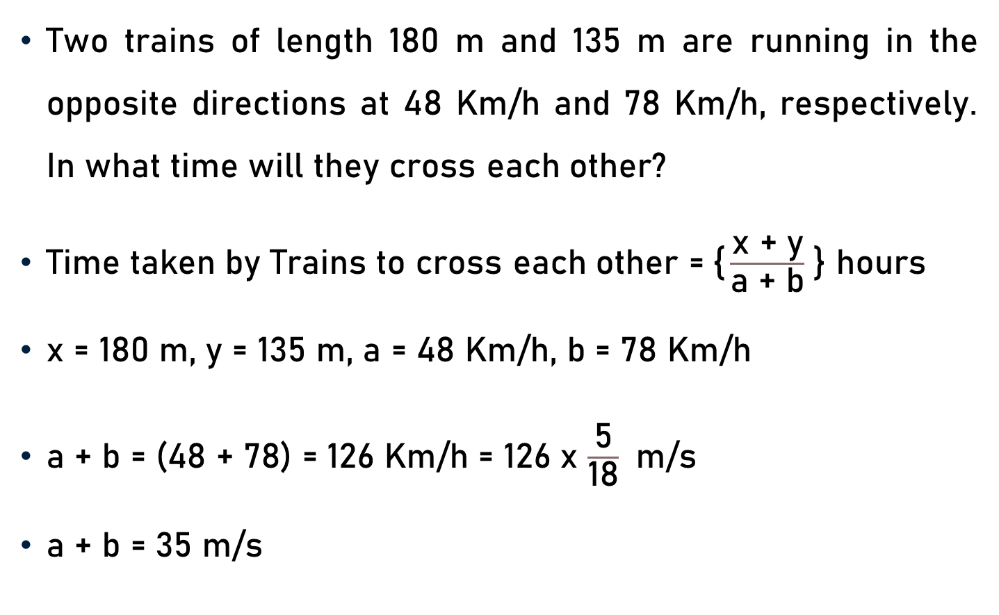 • Two trains of length 180 m and 135 m are running in the
opposite directions at 48 Km/h and 78 Km/h, respectively.
In what time will they cross each other?
• Time taken by Trains to cross each other = {(x + y)/(a + b)} hours
• x = 180 m, y = 135 m, a = 48 Km/h, b = 78 Km/h
• a + b = (48 + 78) = 126 Km/h = 126 x 5/18 m/s
• a + b = 35 m/s